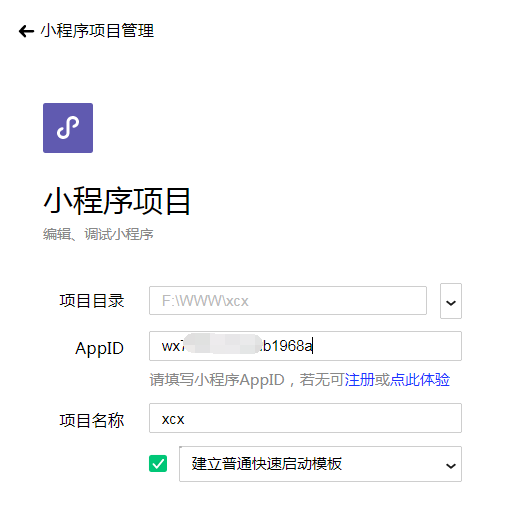 小程序项目管理
小程序项目
编辑、调试小程序
项目目录 F:\WWW\xcx
AppID wx7 .b1968a
请填写小程序AppID，若无可注册或点此体验
项目名称 xcx
建立普通快速启动模板